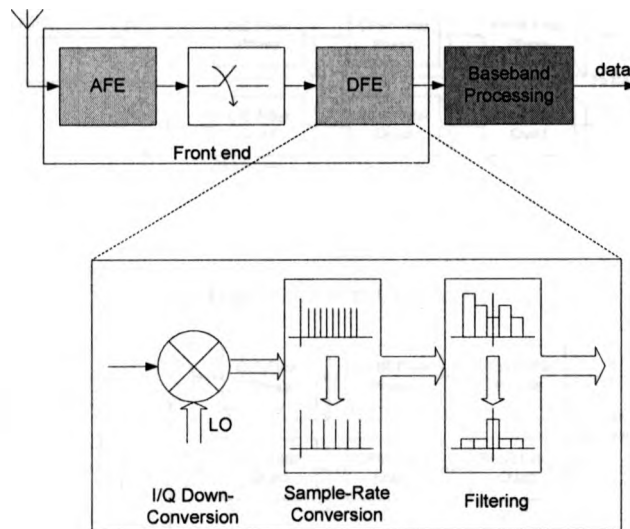 AFE
DFE
Baseband
Processing
data
Front end
LO
I/Q Down-
Conversion
Sample-Rate
Conversion
Filtering